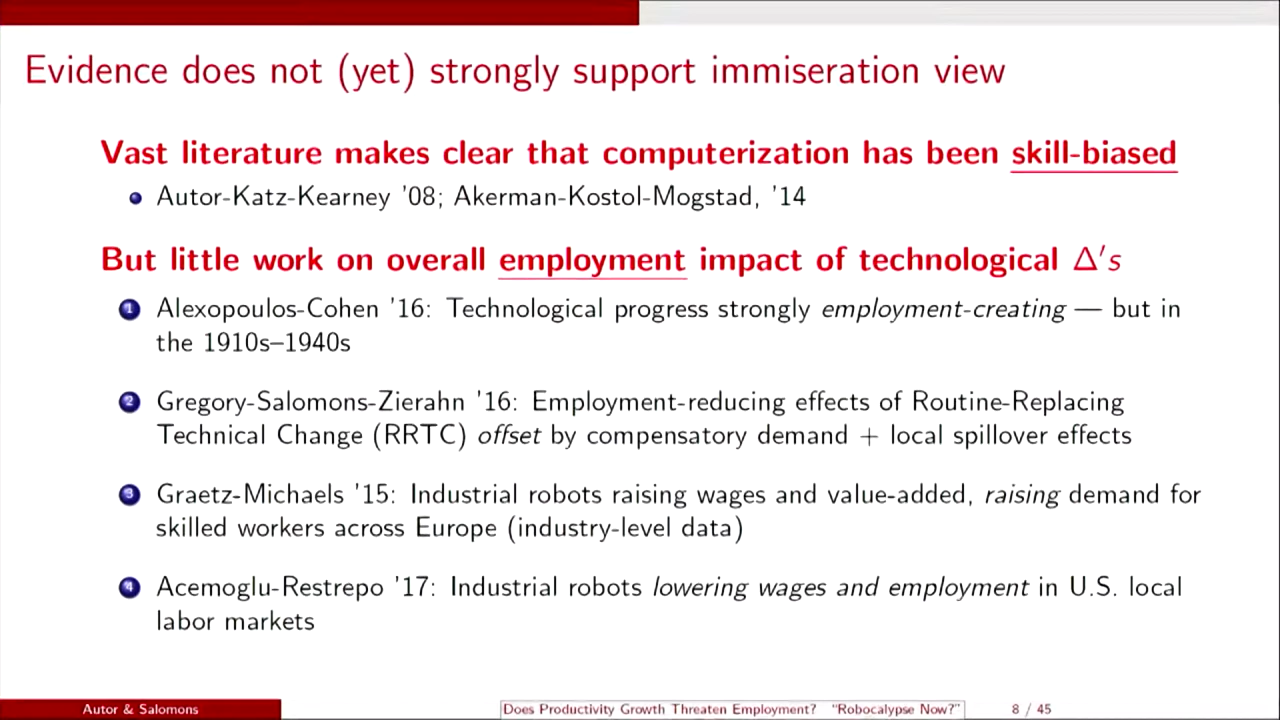 Evidence does not (yet) strongly support immiseration view
Vast literature makes clear that computerization has been skill-biased
Autor-Katz-Kearney '08; Akerman-Kostol-Mogstad, '14
But little work on overall employment impact of technological Δ's
1 Alexopoulos-Cohen '16: Technological progress strongly employment-creating — but in
the 1910s–1940s
2 Gregory-Salomons-Zierahn '16: Employment-reducing effects of Routine-Replacing
Technical Change (RRTC) offset by compensatory demand + local spillover effects
3 Graetz-Michaels '15: Industrial robots raising wages and value-added, raising demand for
skilled workers across Europe (industry-level data)
4 Acemoglu-Restrepo '17: Industrial robots lowering wages and employment in U.S. local
labor markets
Autor & Salomons Does Productivity Growth Threaten Employment? "Robocalypse Now?" 8 / 45